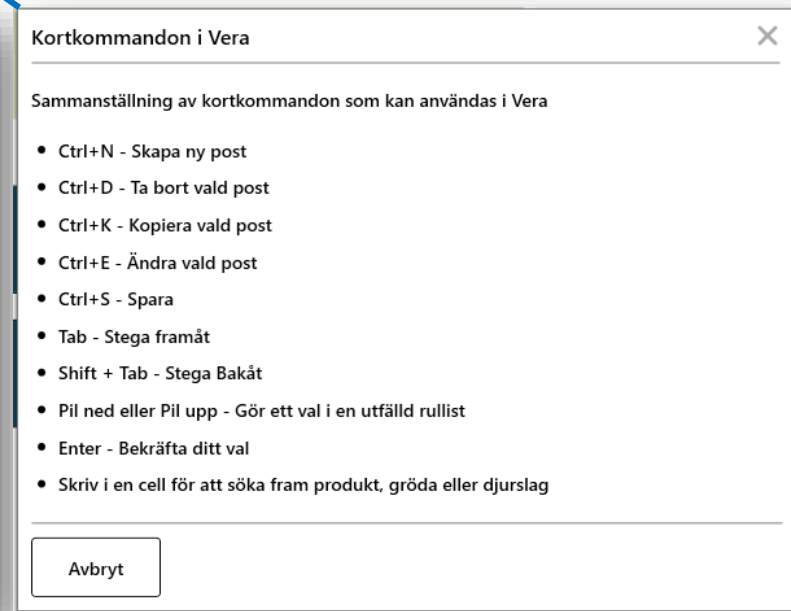 Kortkommandon i Vera
Sammanställning av kortkommandon som kan användas i Vera
• Ctrl+N - Skapa ny post
• Ctrl+D - Ta bort vald post
• Ctrl+K - Kopiera vald post
• Ctrl+E - Ändra vald post
• Ctrl+S - Spara
• Tab - Stega framåt
• Shift + Tab - Stega Bakåt
• Pil ned eller Pil upp - Gör ett val i en utfälld rullist
• Enter - Bekräfta ditt val
• Skriv i en cell för att söka fram produkt, gröda eller djurslag
Avbryt